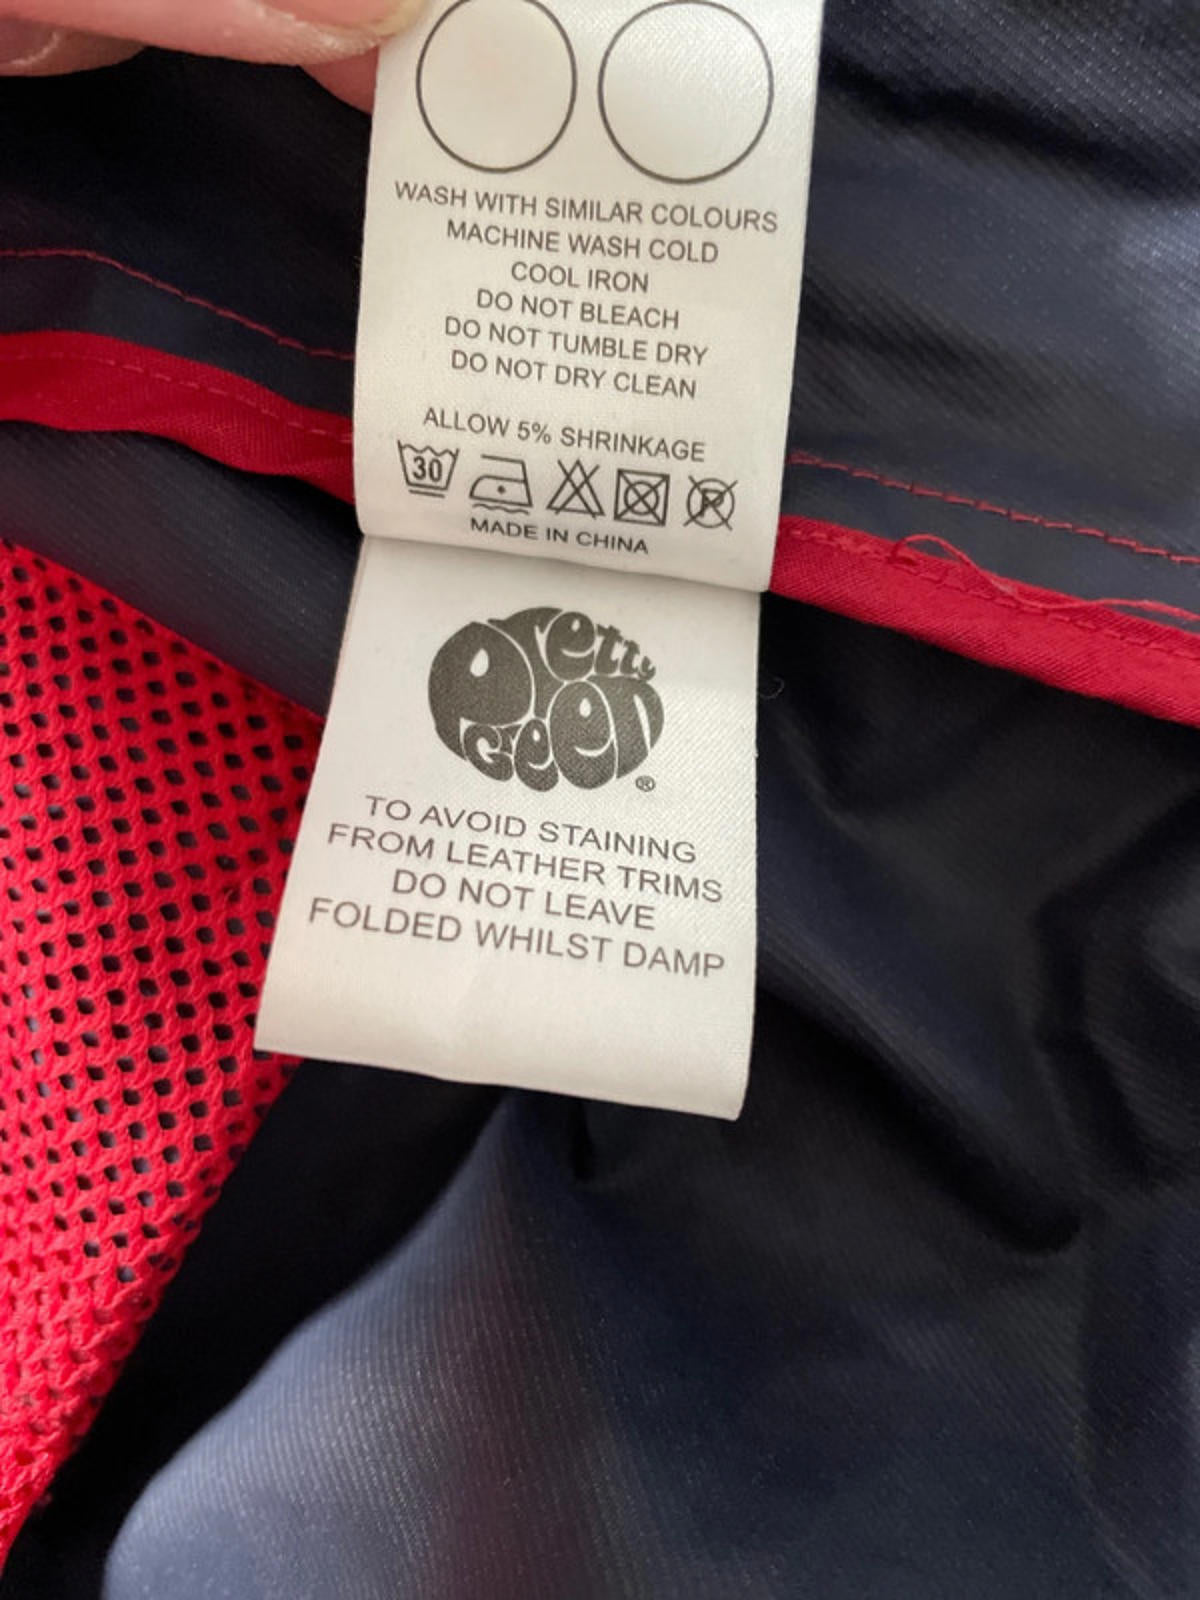 WASH WITH SIMILAR COLOURS
MACHINE WASH COLD
COOL IRON
DO NOT BLEACH
DO NOT TUMBLE DRY
DO NOT DRY CLEAN
ALLOW 5% SHRINKAGE
30 P
MADE IN CHINA
Pretty
Green®
TO AVOID STAINING
FROM LEATHER TRIMS
DO NOT LEAVE
FOLDED WHILST DAMP